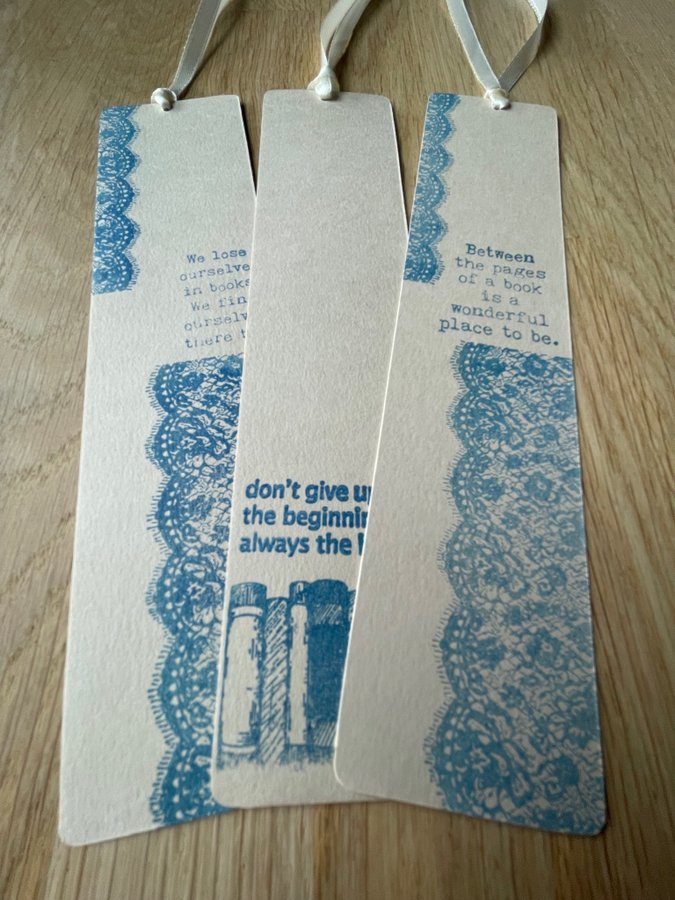 We lose
ourselve
in books
We fin
ourselv
there t
don't give u
the beginnin
always the
Between
the pages
of a book
is a
wonderful
place to be.